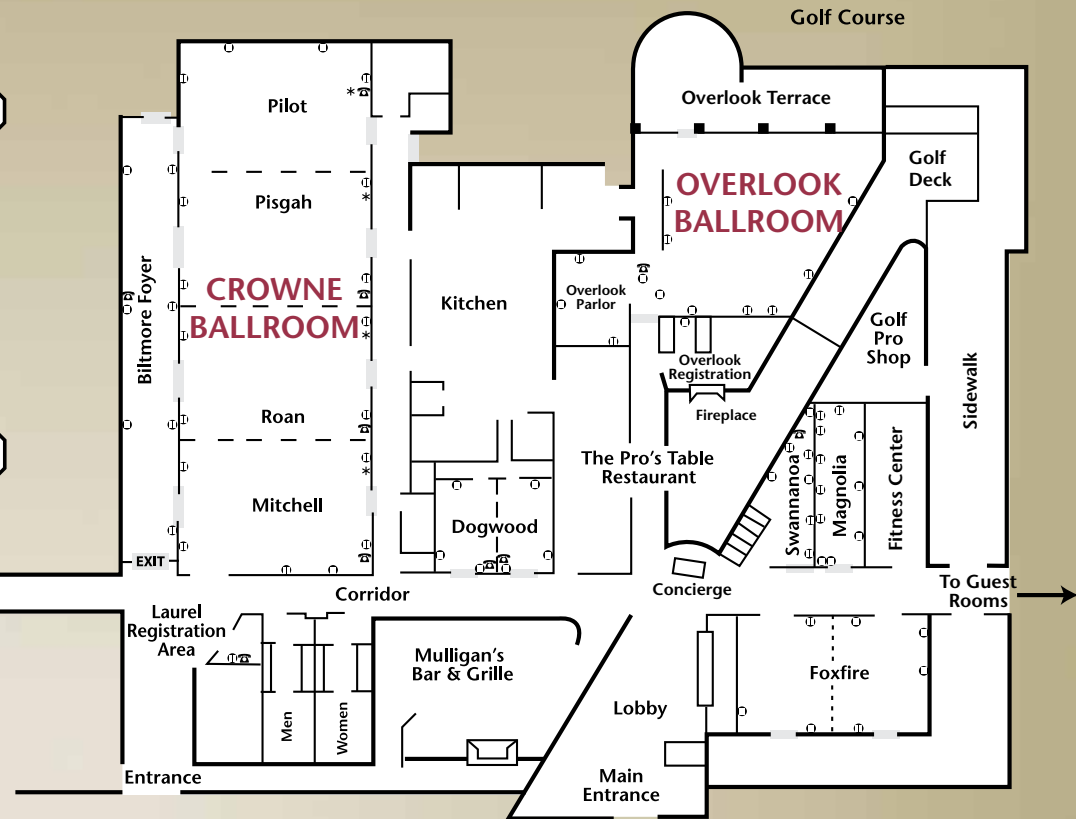 Golf Course
Overlook Terrace
Pilot
Golf
Deck
Pisgah
OVERLOOK
BALLROOM
CROWNE
BALLROOM
Biltmore Foyer
Kitchen
Overlook
Parlor
Golf
Pro
Shop
Overlook
Registration
Fireplace
Sidewalk
Roan
The Pro's Table
Restaurant
Mitchell
Dogwood
Swannanoa
Magnolia
Fitness Center
EXIT
Corridor
Concierge
To Guest
Rooms
Laurel
Registration
Area
Mulligan's
Bar & Grille
Foxfire
Men
Women
Lobby
Entrance
Main
Entrance